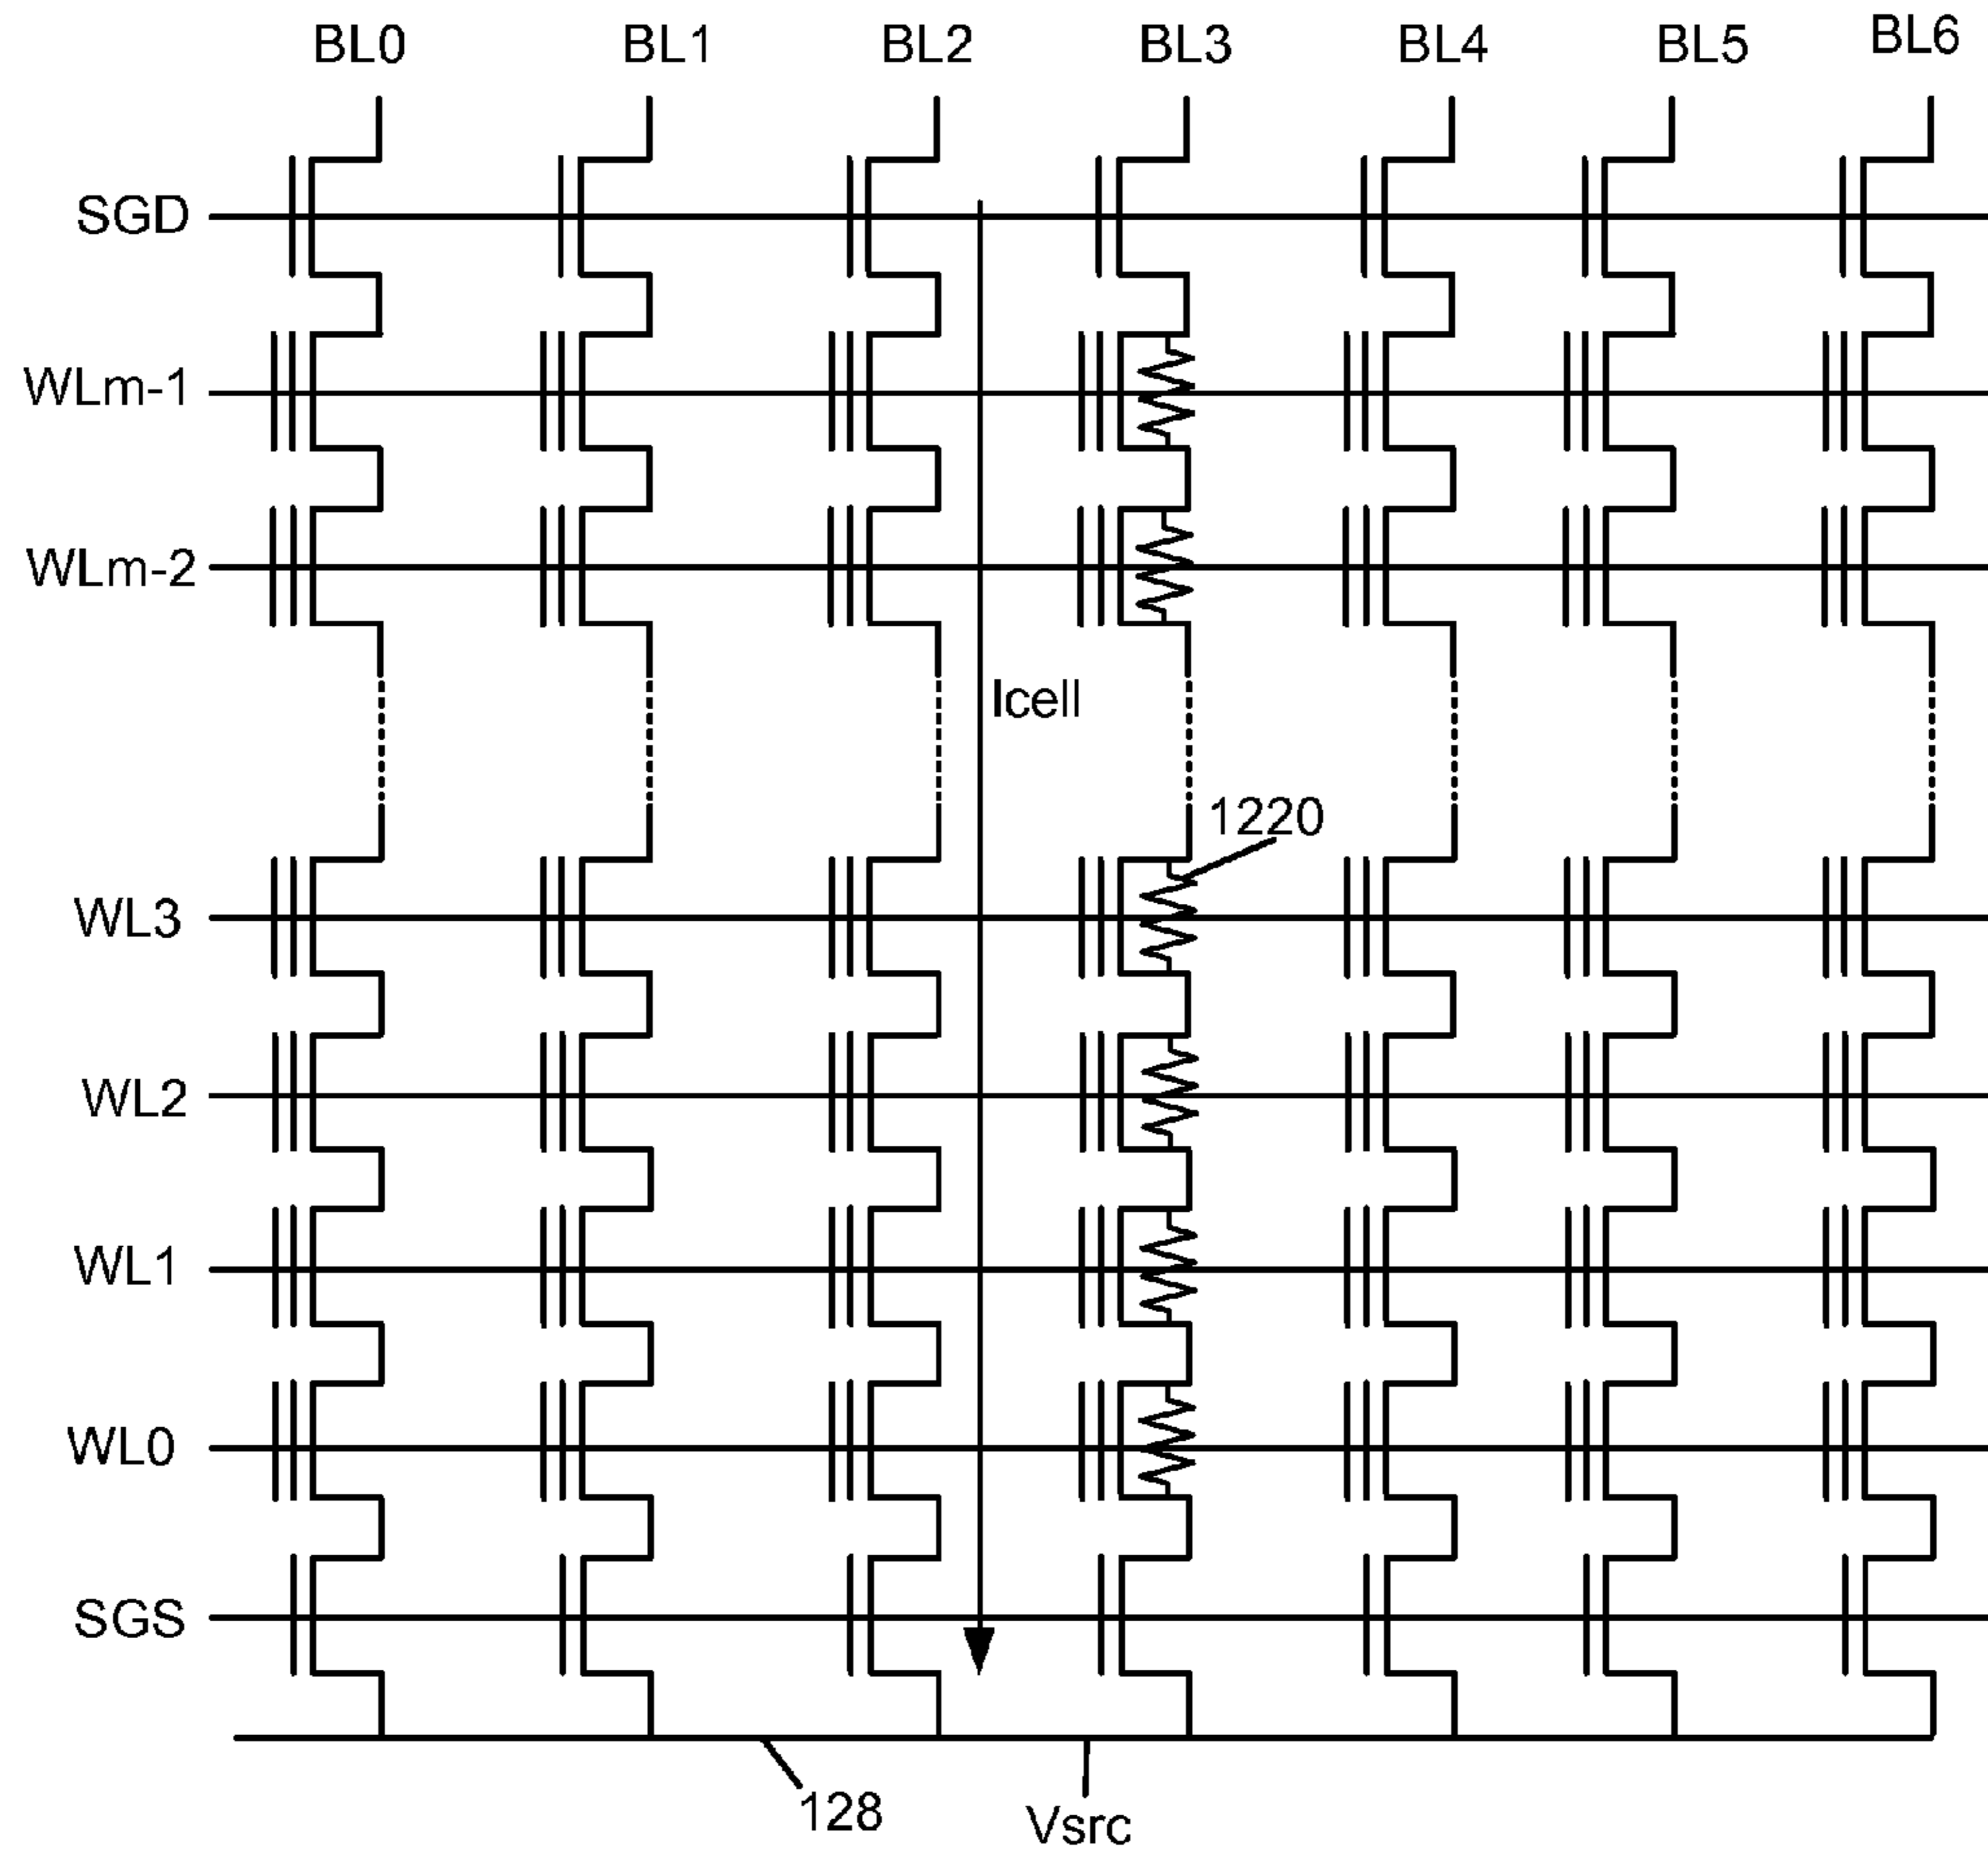 BL0 BL1 BL2 BL3 BL4 BL5 BL6
SGD
WLm-1
WLm-2
Icell
1220
WL3
WL2
WL1
WL0
SGS
128
Vsrc